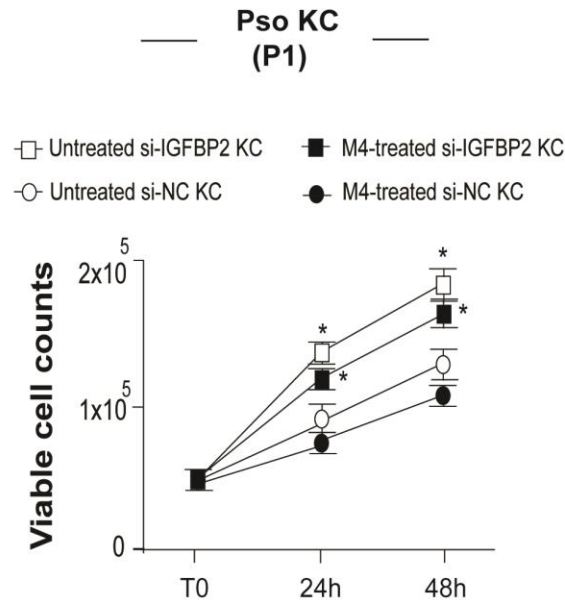 Pso KC
(P1)
Untreated si-IGFBP2 KC
M4-treated si-IGFBP2 KC
Untreated si-NC KC
M4-treated si-NC KC
Viable cell counts
2x10 5
1x10 5
0
*
*
*
*
T0
24h
48h